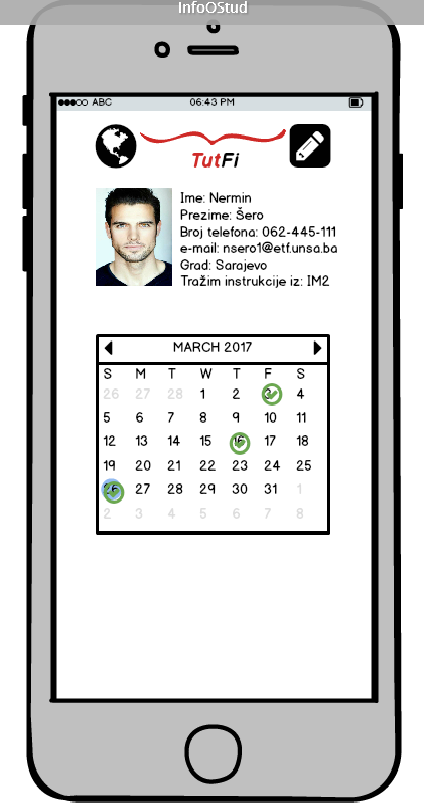 InfoOStud
ABC 06:43 PM
TutFi
Ime: Nermin
Prezime: Šero
Broj telefona: 062-445-111
e-mail: nsero1@etf.unsa.ba
Grad: Sarajevo
Tražim instrukcije iz: IM2
MARCH 2017
S M T W T F S
26 27 28 1 2 3 4
5 6 7 8 9 10 11
12 13 14 15 16 17 18
19 20 21 22 23 24 25
26 27 28 29 30 31 1
2 3 4 5 6 7 8